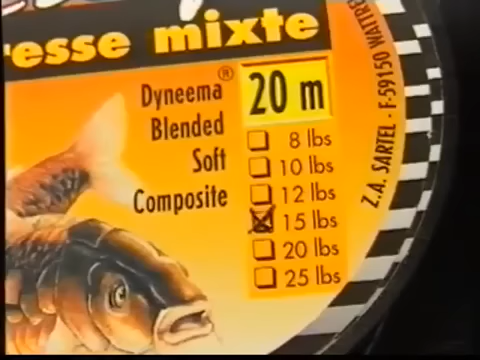 resse mixte
Dyneema®
Blended
Soft
Composite
20 m
8 lbs
10 lbs
12 lbs
15 lbs
20 lbs
25 lbs
Z.A. SARTEL - F-59150 WATTRE